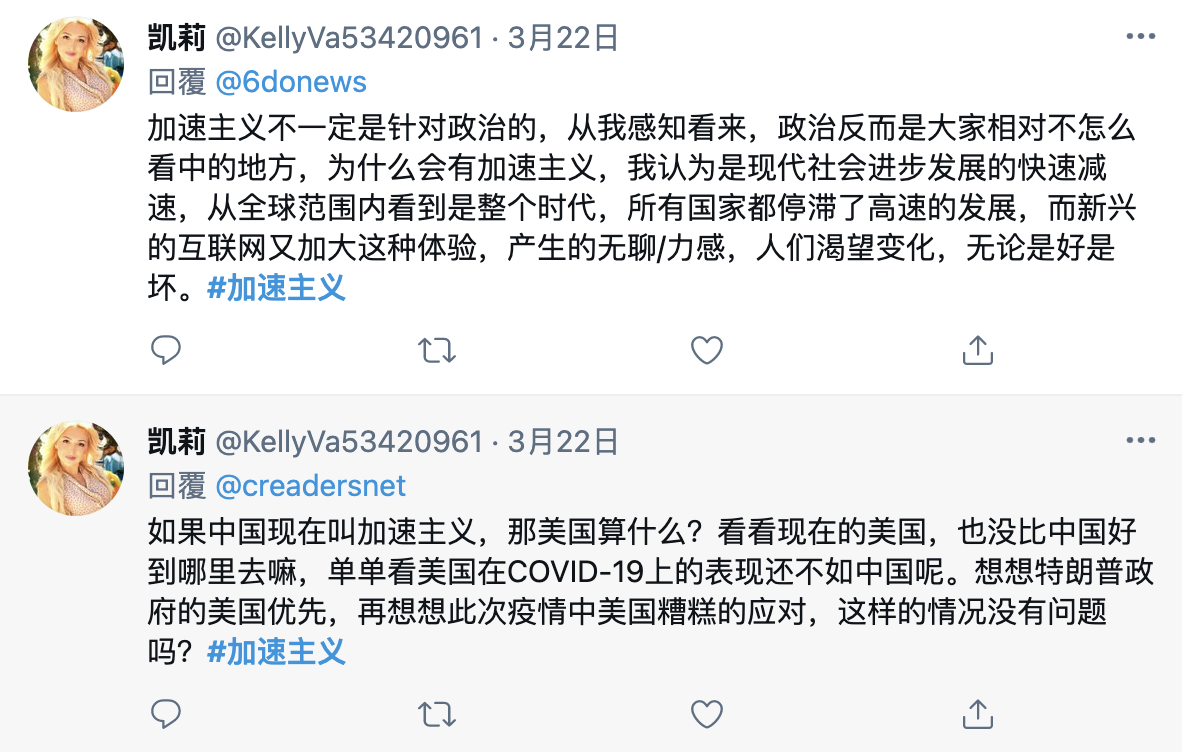 凯莉 @KellyVa53420961 · 3月22日
回覆 @6donews
加速主义不一定是针对政治的，从我感知看来，政治反而是大家相对不怎么
看中的地方，为什么会有加速主义，我认为是现代社会进步发展的快速减
速，从全球范围内看到是整个时代，所有国家都停滞了高速的发展，而新兴
的互联网又加大这种体验，产生的无聊/力感，人们渴望变化，无论是好是
坏。#加速主义
凯莉 @KellyVa53420961 · 3月22日
回覆 @creadersnet
如果中国现在叫加速主义，那美国算什么？看看现在的美国，也没比中国好
到哪里去嘛，单单看美国在COVID-19上的表现还不如中国呢。想想特朗普政
府的美国优先，再想想此次疫情中美国糟糕的应对，这样的情况没有问题
吗？#加速主义